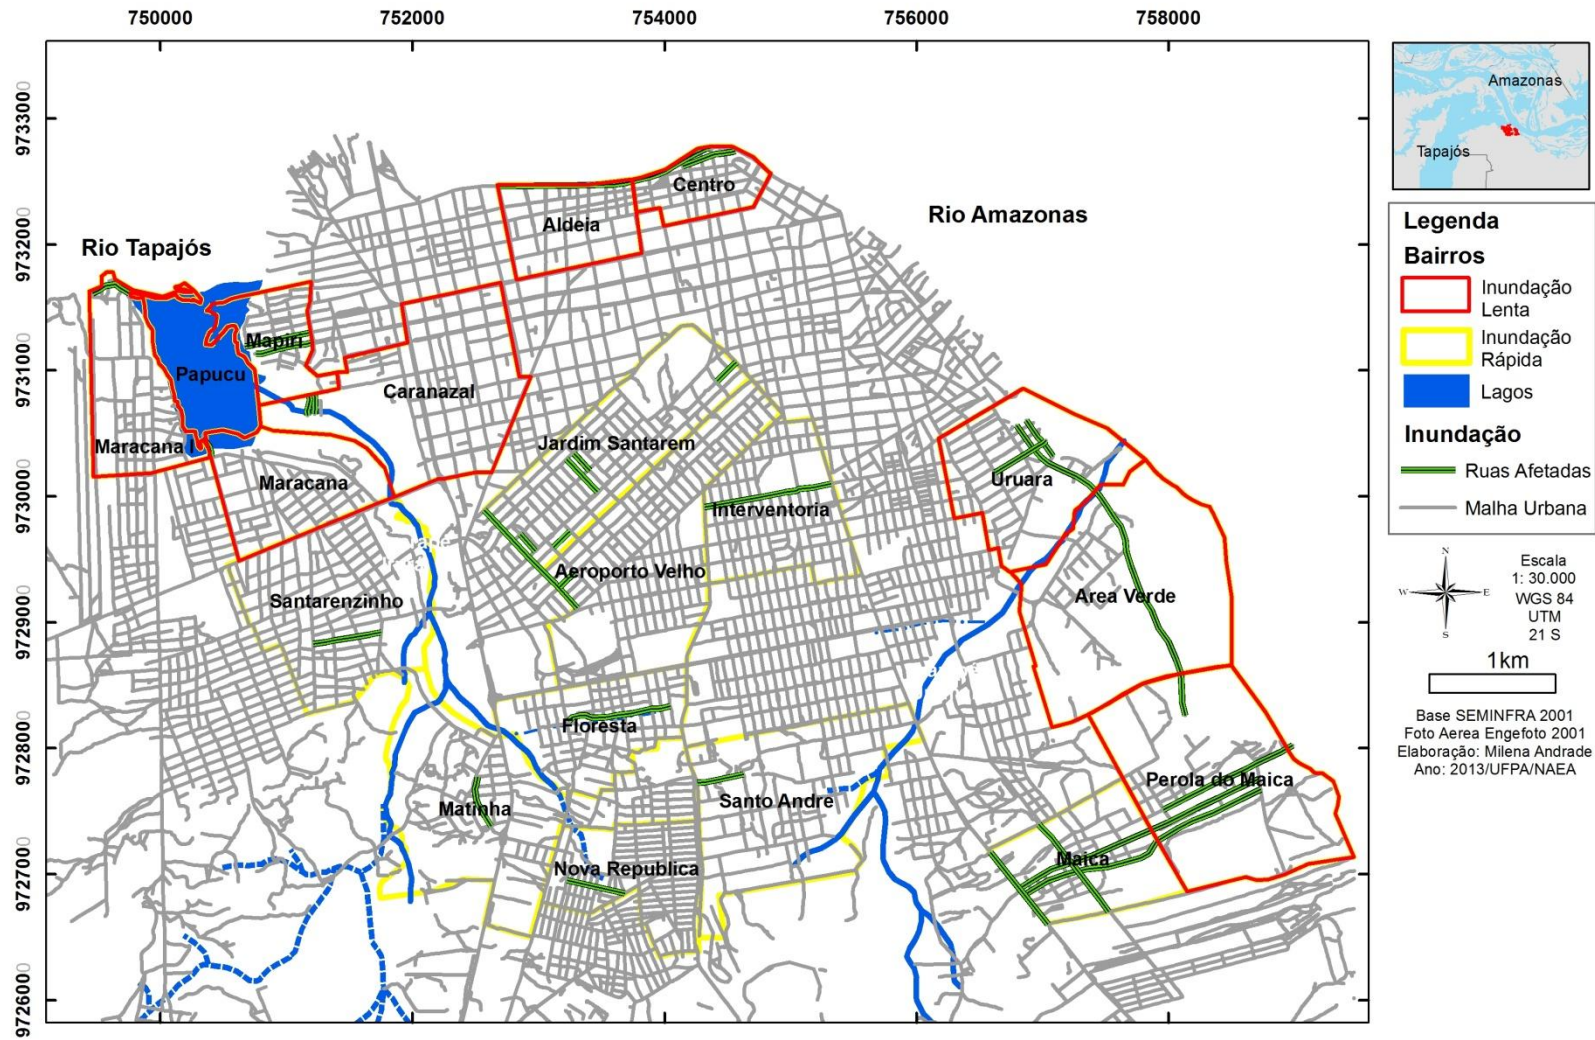 750000
752000
754000
756000
758000
9733000
9732000
9731000
9730000
9729000
9728000
9727000
9726000
Rio Tapajós
Rio Amazonas
Centro
Aldeia
Mapiri
Papucu
Caranazal
Maracana I
Maracana
Jardim Santarem
Interventoria
Uruara
Aeroporto Velho
Santarenzinho
Area Verde
Floresta
Matinha
Santo Andre
Perola do Maica
Nova Republica
Maica
Amazonas
Tapajós
Legenda
Bairros
Inundação
Lenta
Inundação
Rápida
Lagos
Inundação
Ruas Afetadas
Malha Urbana
N
W
E
S
Escala
1: 30.000
WGS 84
UTM
21 S
1km
Base SEMINFRA 2001
Foto Aerea Engefoto 2001
Elaboração: Milena Andrade
Ano: 2013/UFPA/NAEA